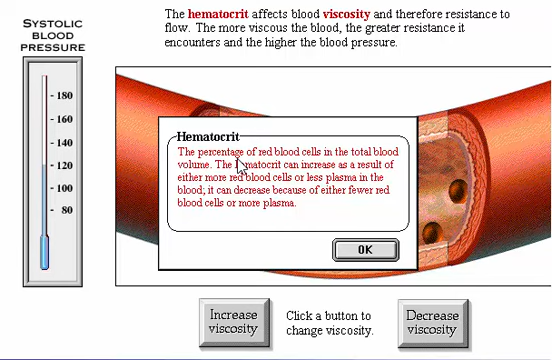 The hematocrit affects blood viscosity and therefore resistance to
flow. The more viscous the blood, the greater resistance it
encounters and the higher the blood pressure.
SYSTOLIC
BLOOD
PRESSURE
- 180
- 160
- 140
- 120
- 100
- 80
Hematocrit
The percentage of red blood cells in the total blood
volume. The hematocrit can increase as a result of
either more red blood cells or less plasma in the
blood; it can decrease because of either fewer red
blood cells or more plasma.
OK
Increase
viscosity
Click a button to
change viscosity.
Decrease
viscosity